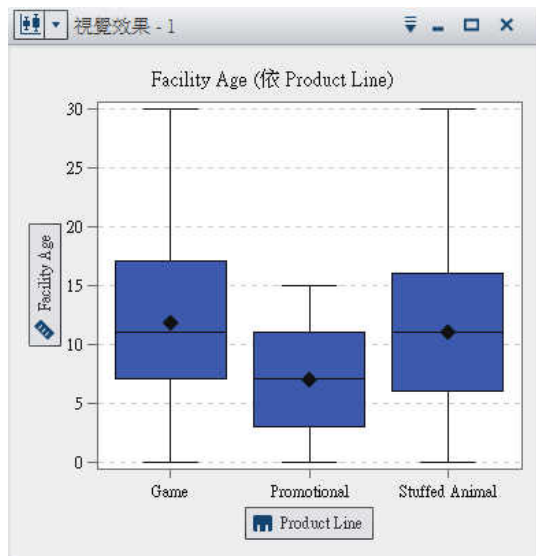 視覺效果 - 1
Facility Age (依 Product Line)
30
25
20
15
10
5
0
Facility Age
Game Promotional Stuffed Animal
Product Line